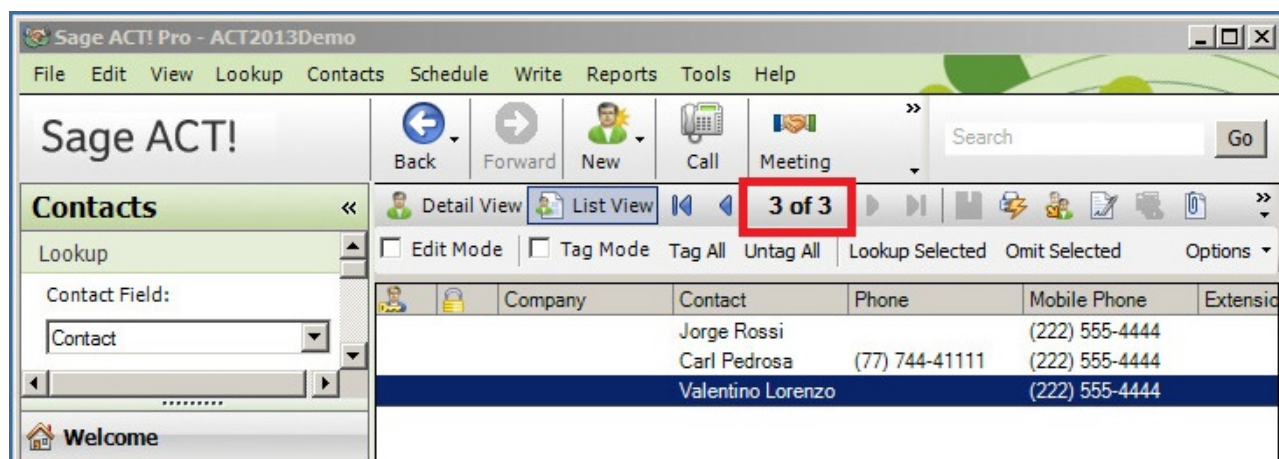 Sage ACT! Pro - ACT2013Demo
File Edit View Lookup Contacts Schedule Write Reports Tools Help
Sage ACT!
Back Forward New Call Meeting Search Go
Contacts « Detail View List View 3 of 3
Lookup Edit Mode Tag Mode Tag All Untag All Lookup Selected Omit Selected Options
Contact Field: Company Contact Phone Mobile Phone Extensio
Contact Jorge Rossi (222) 555-4444
Carl Pedrosa (77) 744-41111 (222) 555-4444
Valentino Lorenzo (222) 555-4444
Welcome